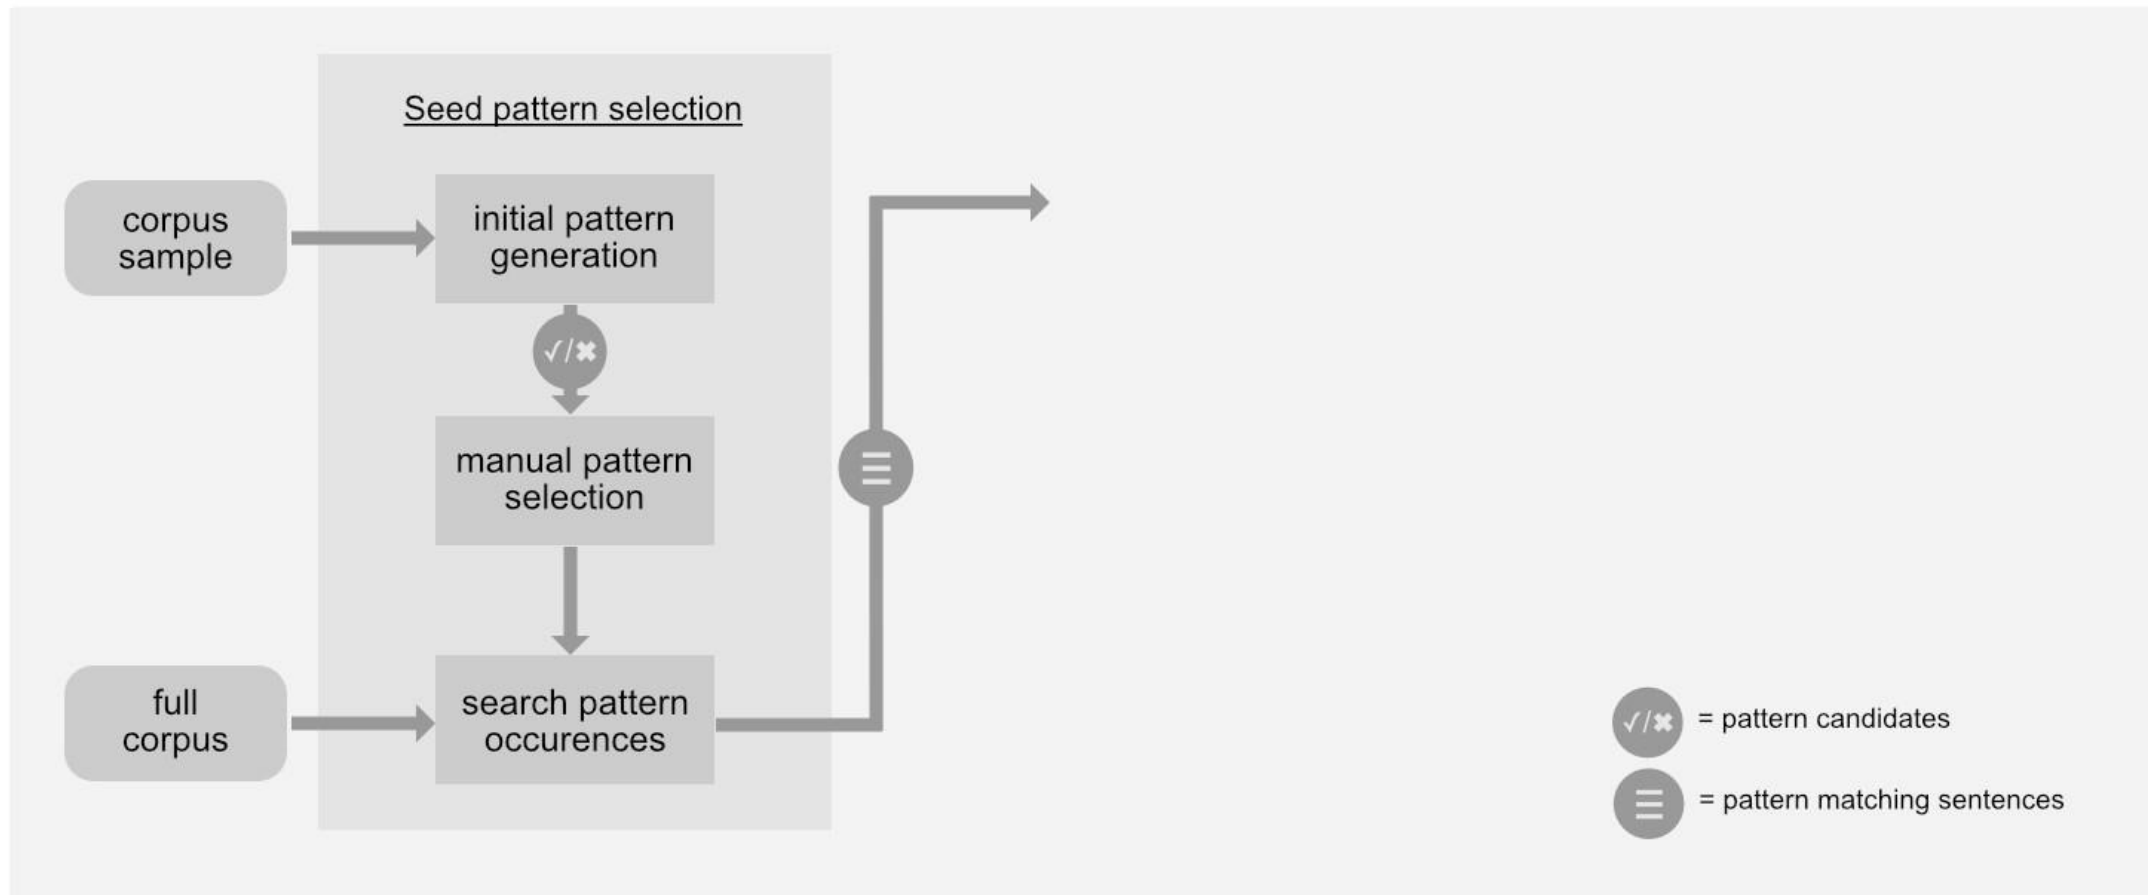 Seed pattern selection
corpus
sample
initial pattern
generation
✓/✖
manual pattern
selection
full
corpus
search pattern
occurences
✓/✖ = pattern candidates
= pattern matching sentences